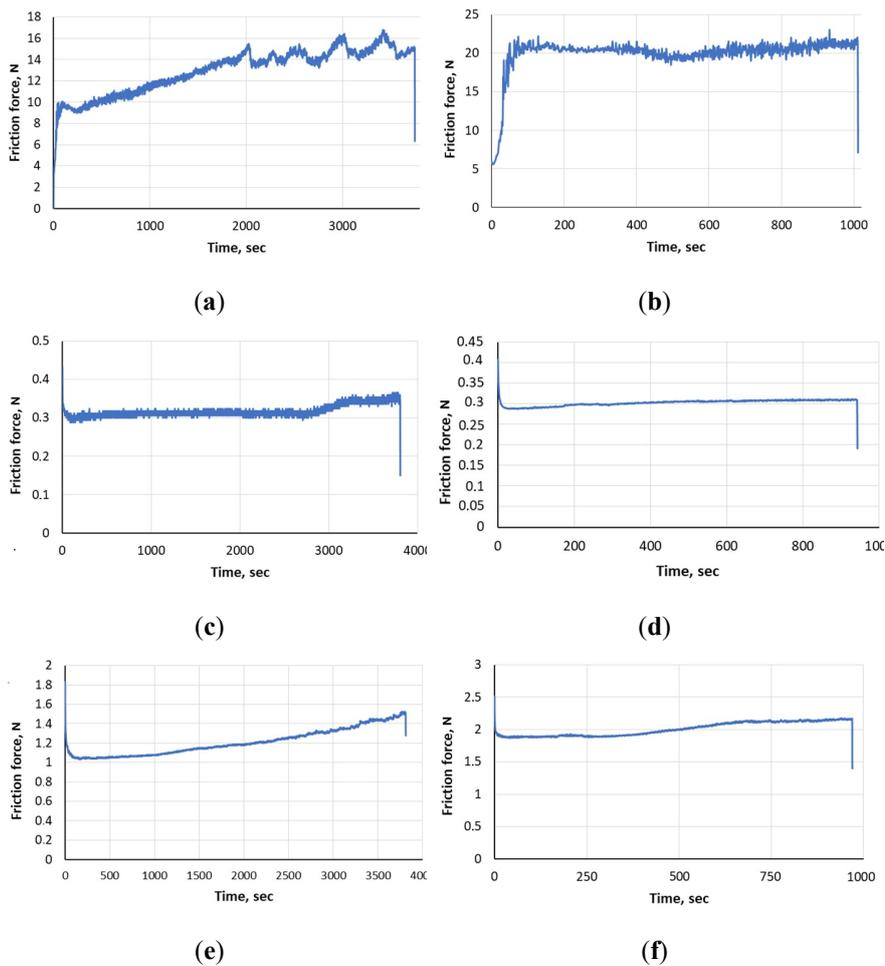 Friction force, N
18
16
14
12
10
8
6
4
2
0
0 1000 2000 3000
Time, sec
(a)
Friction force, N
25
20
15
10
5
0
0 200 400 600 800 1000
Time, sec
(b)
Friction force, N
0.5
0.4
0.3
0.2
0.1
0
0 1000 2000 3000 4000
Time, sec
(c)
Friction force, N
0.45
0.4
0.35
0.3
0.25
0.2
0.15
0.1
0.05
0
0 200 400 600 800 100
Time, sec
(d)
Friction force, N
2
1.8
1.6
1.4
1.2
1
0.8
0.6
0.4
0.2
0
0 500 1000 1500 2000 2500 3000 3500
Time, sec
(e)
Friction force, N
3
2.5
2
1.5
1
0.5
0
0 250 500 750 1000
Time, sec
(f)